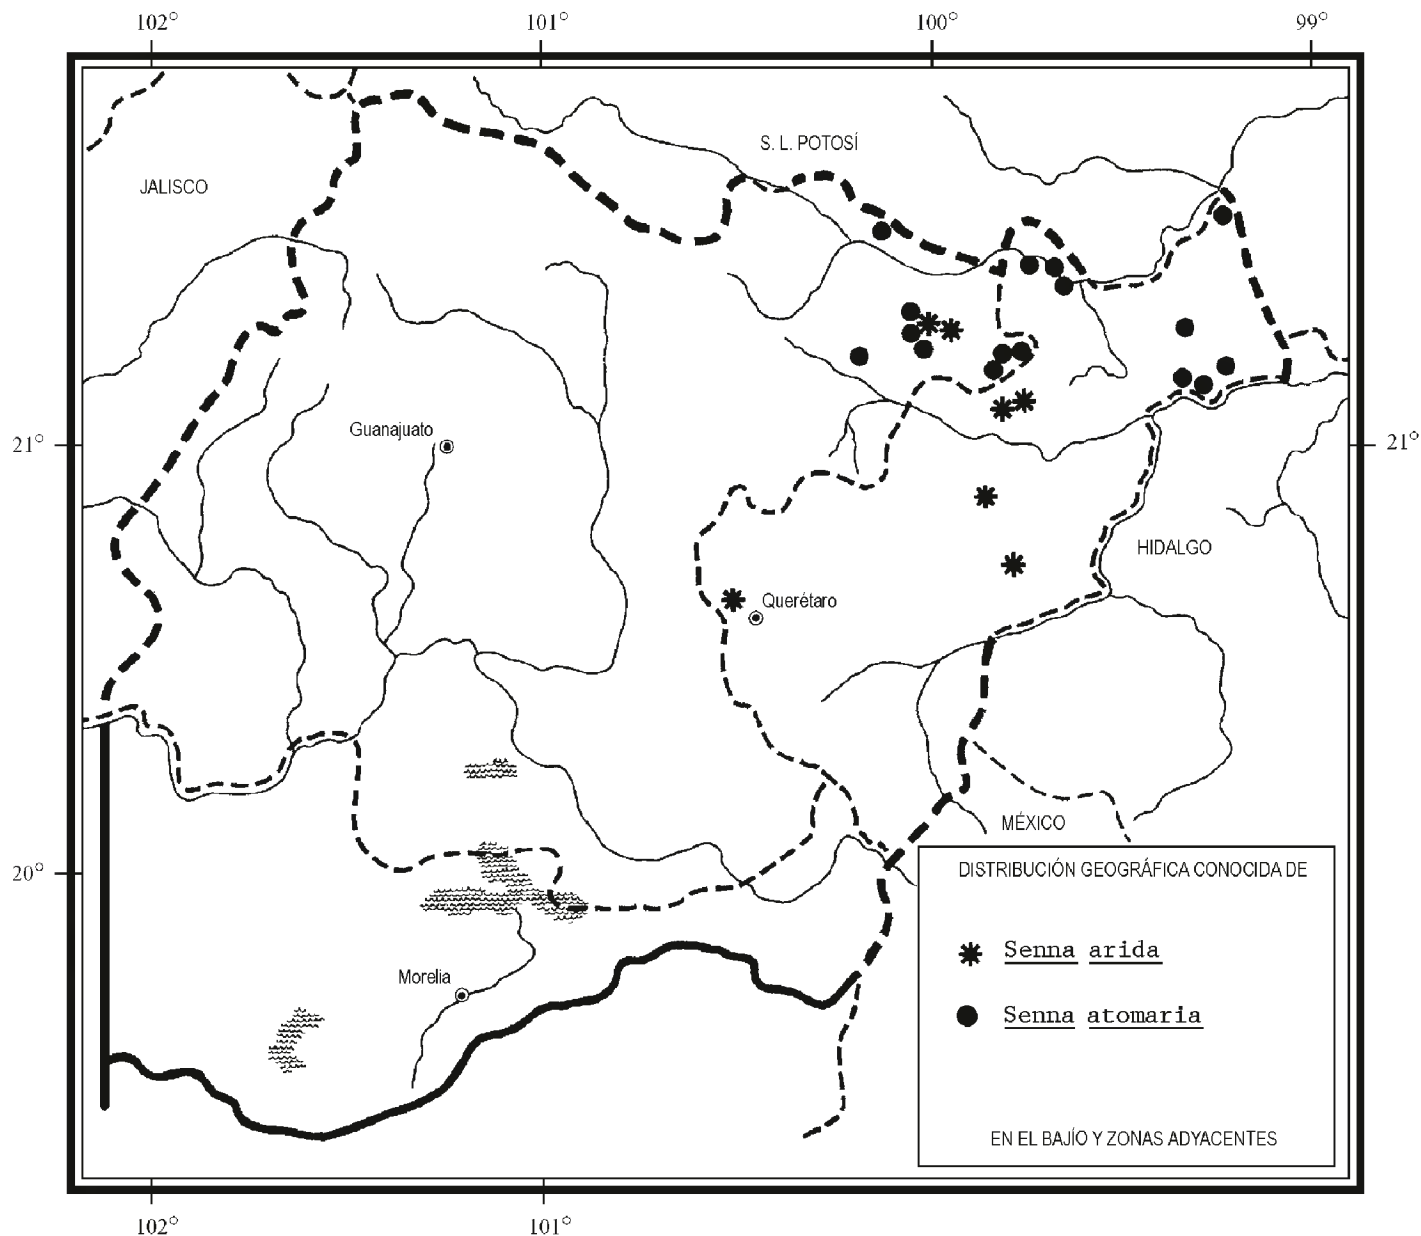 102° 101° 100° 99°
S. L. POTOSÍ
JALISCO
Guanajuato
21° 21°
HIDALGO
Querétaro
MÉXICO
20°
DISTRIBUCIÓN GEOGRÁFICA CONOCIDA DE
Senna arida
Morelia
Senna atomaria
EN EL BAJÍO Y ZONAS ADYACENTES
102° 101°